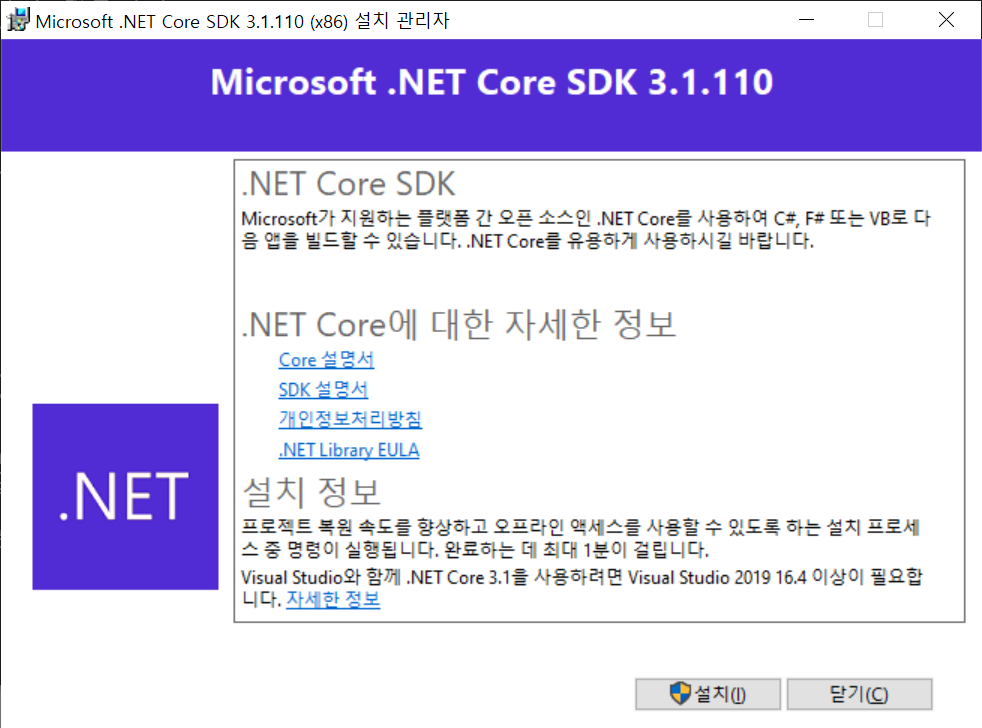 Microsoft .NET Core SDK 3.1.110 (x86) 설치 관리자
Microsoft .NET Core SDK 3.1.110
.NET Core SDK
Microsoft가 지원하는 플랫폼 간 오픈 소스인 .NET Core를 사용하여 C#, F# 또는 VB로 다
음 앱을 빌드할 수 있습니다. .NET Core를 유용하게 사용하시길 바랍니다.
.NET Core에 대한 자세한 정보
Core 설명서
SDK 설명서
개인정보처리방침
.NET Library EULA
.NET
설치 정보
프로젝트 복원 속도를 향상하고 오프라인 액세스를 사용할 수 있도록 하는 설치 프로세
스 중 명령이 실행됩니다. 완료하는 데 최대 1분이 걸립니다.
Visual Studio와 함께 .NET Core 3.1을 사용하려면 Visual Studio 2019 16.4 이상이 필요합
니다. 자세한 정보
설치(I)
닫기(C)